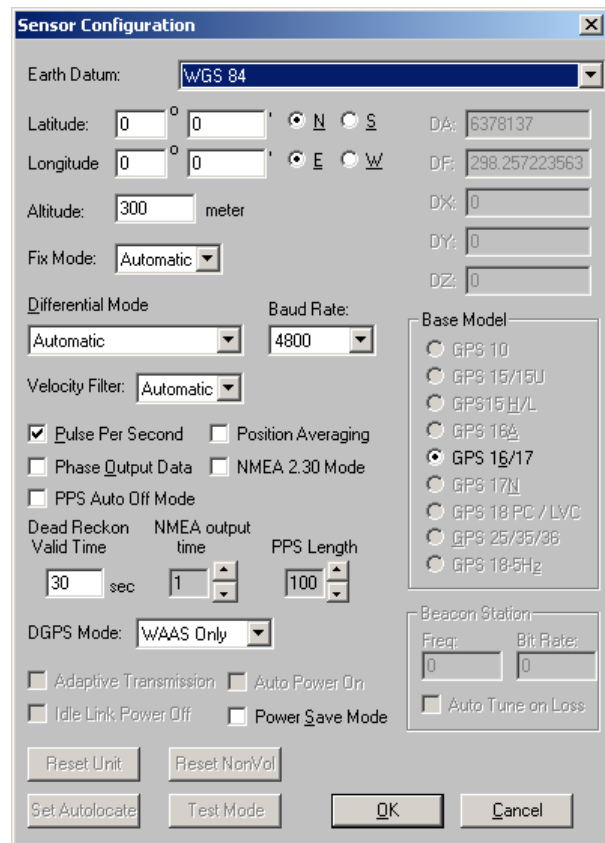 Sensor Configuration
Earth Datum: WGS 84
Latitude: 0 ° 0 ' N S
Longitude 0 ° 0 ' E W
Altitude: 300 meter
Fix Mode: Automatic
DA: 6378137
DF: 298.257223563
DX: 0
DY: 0
DZ: 0
Differential Mode
Automatic
Baud Rate:
4800
Velocity Filter: Automatic
Pulse Per Second
Position Averaging
Phase Output Data
NMEA 2.30 Mode
PPS Auto Off Mode
Dead Reckon
Valid Time
30 sec
NMEA output
time
1
PPS Length
100
DGPS Mode: WAAS Only
Adaptive Transmission
Auto Power On
Idle Link Power Off
Power Save Mode
Base Model
GPS 10
GPS 15/15U
GPS15 H/L
GPS 16A
GPS 16/17
GPS 17N
GPS 18 PC / LVC
GPS 25/35/36
GPS 18-5Hz
Beacon Station
Freq: Bit Rate:
0 0
Auto Tune on Loss
Reset Unit
Reset NonVol
Set Autolocate
Test Mode
OK
Cancel